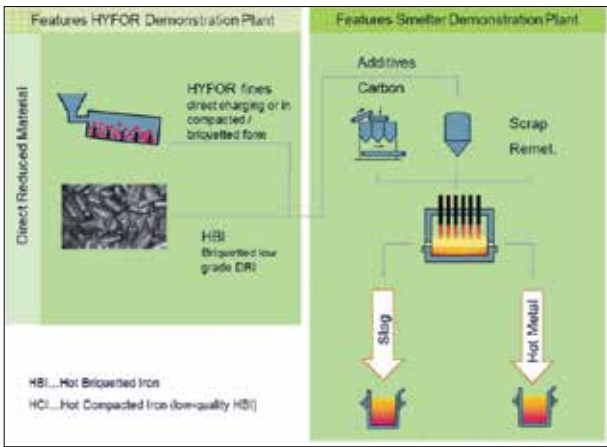 Features HYFOR Demonstration Plant
Direct Reduced Material
HYFOR fines
direct charging or in
compacted /
briquetted form
HBI
Briquetted low
grade DRI
HBI...Hot Briquetted Iron
HCI...Hot Compacted Iron (low-quality HBI)
Features Smelter Demonstration Plant
Additives
Carbon
Scrap
Remel.
Slag
Hot Metal